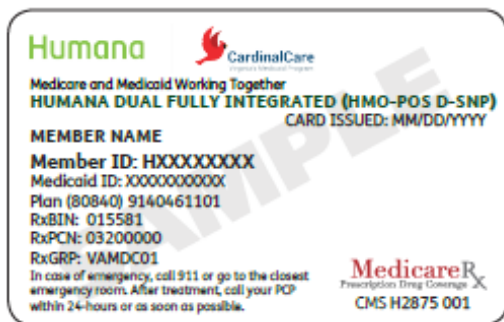 Humana
CardinalCare
Virginia's Medicaid Program
Medicare and Medicaid Working Together
HUMANA DUAL FULLY INTEGRATED (HMO-POS D-SNP)
CARD ISSUED: MM/DD/YYYY
MEMBER NAME
Member ID: HXXXXXXXX
Medicaid ID: XXXXXXXXXXX
Plan (80840) 9140461101
RxBIN: 015581
RxPCN: 03200000
RxGRP: VAMDC01
In case of emergency, call 911 or go to the closest
emergency room. After treatment, call your PCP
within 24-hours or as soon as possible.
MedicareRx
Prescription Drug Coverage
CMS H2875 001
SAMPLE